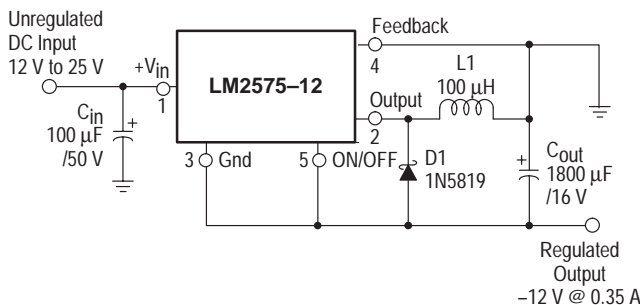 Unregulated
DC Input
12 V to 25 V
+Vin
1
Cin
100 µF
/50 V
+
LM2575–12
Feedback
4
Output
2
3
Gnd
5
ON/OFF
L1
100 µH
D1
1N5819
+
Cout
1800 µF
/16 V
Regulated
Output
–12 V @ 0.35 A